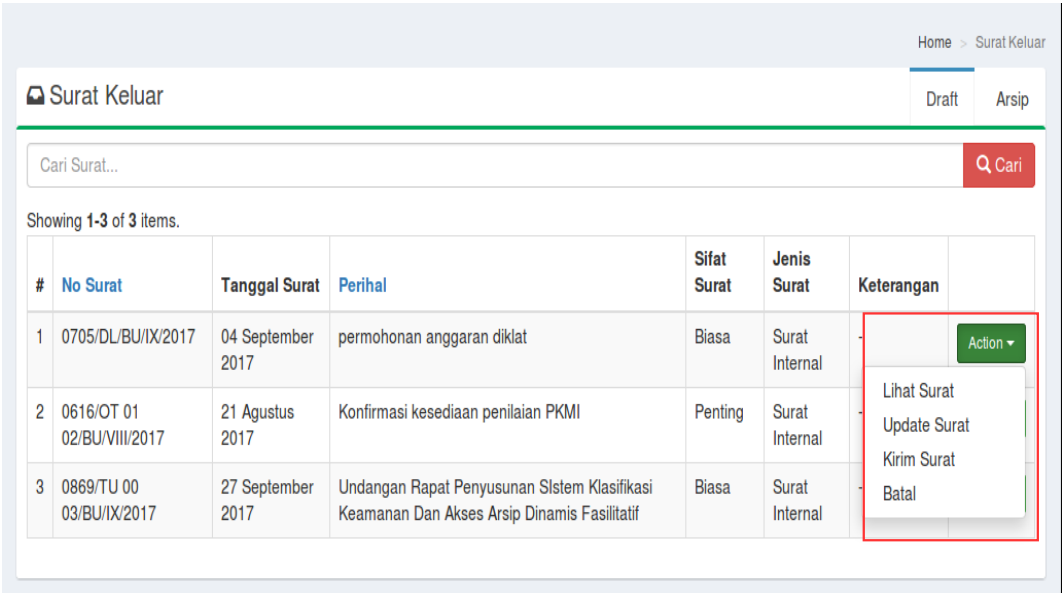 Home > Surat Keluar
Surat Keluar
Draft
Arsip
Cari Surat...
Cari
Showing 1-3 of 3 items.
# No Surat Tanggal Surat Perihal Sifat Surat Jenis Surat Keterangan
1 0705/DL/BU/IX/2017 04 September 2017 permohonan anggaran diklat Biasa Surat Internal - Action
2 0616/OT 01 02/BU/VIII/2017 21 Agustus 2017 Konfirmasi kesediaan penilaian PKMI Penting Surat Internal -
3 0869/TU 00 03/BU/IX/2017 27 September 2017 Undangan Rapat Penyusunan SIstem Klasifikasi Keamanan Dan Akses Arsip Dinamis Fasilitatif Biasa Surat Internal -
Lihat Surat
Update Surat
Kirim Surat
Batal